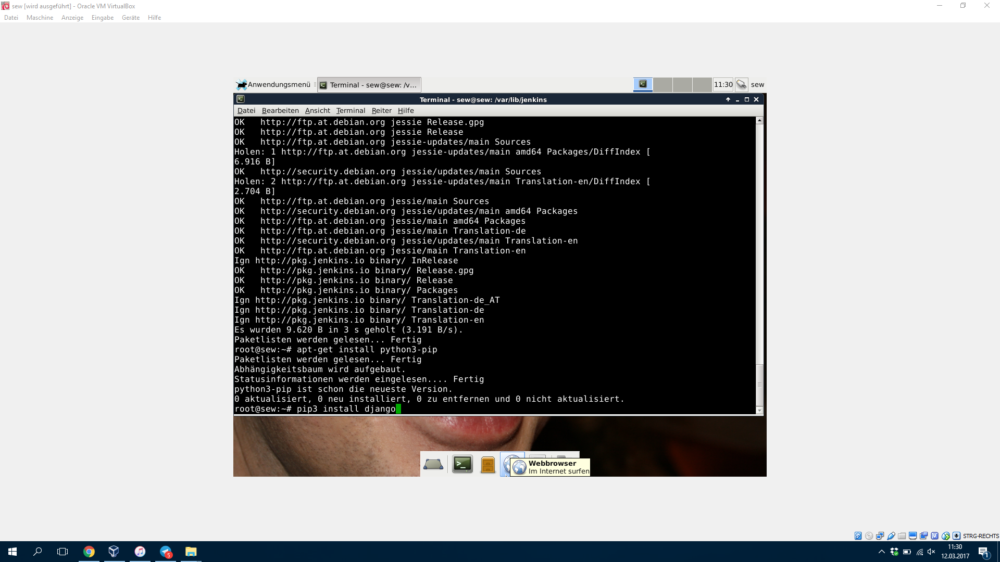 sew [wird ausgeführt] - Oracle VM VirtualBox
Datei Maschine Anzeige Eingabe Geräte Hilfe
Anwendungsmenü Terminal - sew@sew: /v... 11:30 sew
Terminal - sew@sew: /var/lib/jenkins
Datei Bearbeiten Ansicht Terminal Reiter Hilfe
OK   http://ftp.at.debian.org jessie Release.gpg
OK   http://ftp.at.debian.org jessie Release
OK   http://ftp.at.debian.org jessie-updates/main Sources
Holen: 1 http://ftp.at.debian.org jessie-updates/main amd64 Packages/DiffIndex [
6.916 B]
OK   http://security.debian.org jessie/updates/main Sources
Holen: 2 http://ftp.at.debian.org jessie-updates/main Translation-en/DiffIndex [
2.704 B]
OK   http://ftp.at.debian.org jessie/main Sources
OK   http://security.debian.org jessie/updates/main amd64 Packages
OK   http://ftp.at.debian.org jessie/main amd64 Packages
OK   http://ftp.at.debian.org jessie/main Translation-de
OK   http://security.debian.org jessie/updates/main Translation-en
OK   http://ftp.at.debian.org jessie/main Translation-en
Ign http://pkg.jenkins.io binary/ InRelease
OK   http://pkg.jenkins.io binary/ Release.gpg
OK   http://pkg.jenkins.io binary/ Release
OK   http://pkg.jenkins.io binary/ Packages
Ign http://pkg.jenkins.io binary/ Translation-de_AT
Ign http://pkg.jenkins.io binary/ Translation-de
Ign http://pkg.jenkins.io binary/ Translation-en
Es wurden 9.620 B in 3 s geholt (3.191 B/s).
Paketlisten werden gelesen... Fertig
root@sew:~# apt-get install python3-pip
Paketlisten werden gelesen... Fertig
Abhängigkeitsbaum wird aufgebaut.
Statusinformationen werden eingelesen.... Fertig
python3-pip ist schon die neueste Version.
0 aktualisiert, 0 neu installiert, 0 zu entfernen und 0 nicht aktualisiert.
root@sew:~# pip3 install django
Webbrowser
Im Internet surfen
STRG-RECHTS
5
11:30
12.03.2017
1